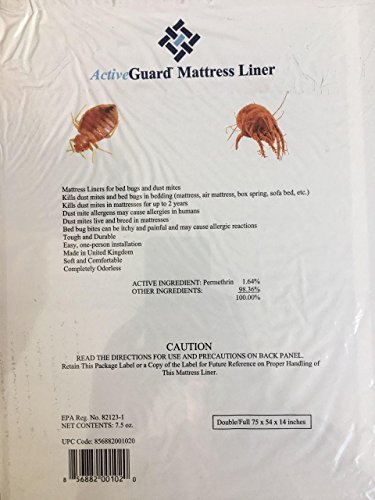 ActiveGuard™ Mattress Liner
Mattress Liners for bed bugs and dust mites
Kills dust mites and bed bugs in bedding (mattress, air mattress, box spring, sofa bed, etc.)
Kills dust mites in mattresses for up to 2 years
Dust mite allergens may cause allergies in humans
Dust mites live and breed in mattresses
Bed bug bites can be itchy and painful and may cause allergic reactions
Tough and Durable
Easy, one-person installation
Made in United Kingdom
Soft and Comfortable
Completely Odorless
ACTIVE INGREDIENT: Permethrin 1.64%
OTHER INGREDIENTS: 98.36%
100.00%
CAUTION
READ THE DIRECTIONS FOR USE AND PRECAUTIONS ON BACK PANEL.
Retain This Package Label or a Copy of the Label for Future Reference on Proper Handling of
This Mattress Liner.
EPA Reg. No. 82123-1
NET CONTENTS: 7.5 oz.
Double/Full 75 x 54 x 14 inches
UPC Code: 856882001020
8 56882 00102 0